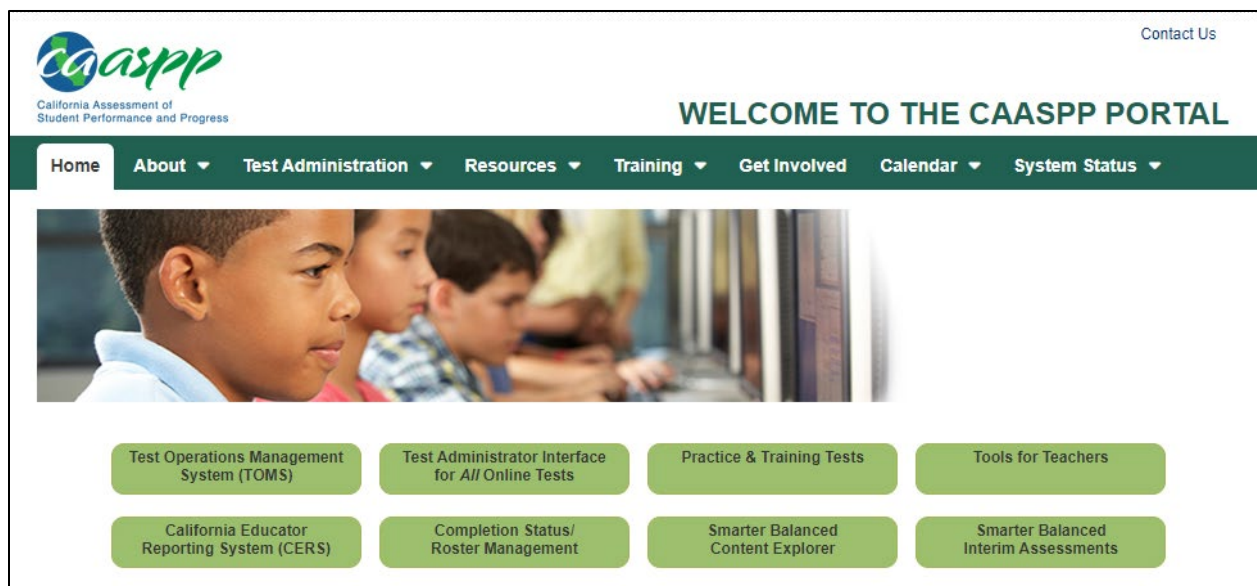 Contact Us
caaspp
California Assessment of
Student Performance and Progress
WELCOME TO THE CAASPP PORTAL
Home About Test Administration Resources Training Get Involved Calendar System Status
Test Operations Management
System (TOMS)
Test Administrator Interface
for All Online Tests
Practice & Training Tests
Tools for Teachers
California Educator
Reporting System (CERS)
Completion Status/
Roster Management
Smarter Balanced
Content Explorer
Smarter Balanced
Interim Assessments